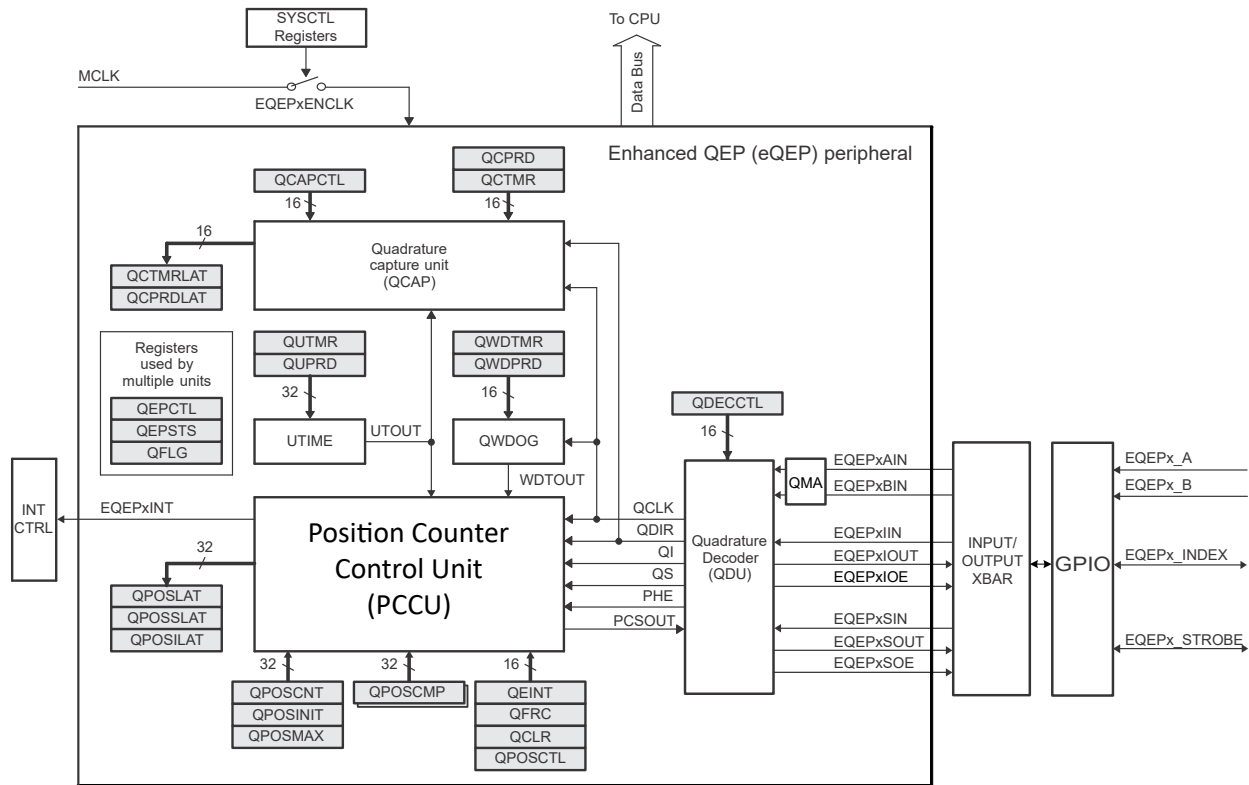 SYSCTL
Registers
To CPU
MCLK
EQEPxENCLK
Data Bus
Enhanced QEP (eQEP) peripheral
QCPRD
QCAPCTL
QCTMR
16
16
16
Quadrature
capture unit
(QCAP)
QCTMRLAT
QCPRDLAT
Registers
used by
multiple units
QEPCTL
QEPSTS
QFLG
QUTMR
QUPRD
32
UTIME
UTOUT
QWDTMR
QWDPRD
16
QWDOG
WDTOUT
QDECCTL
16
INT
CTRL
EQEPxINT
Position Counter
Control Unit
(PCCU)
QCLK
QDIR
QI
QS
PHE
PCSOUT
Quadrature
Decoder
(QDU)
QMA
EQEPxAIN
EQEPxBIN
EQEPxIIN
EQEPxIOUT
EQEPxIOE
EQEPxSIN
EQEPxSOUT
EQEPxSOE
INPUT/
OUTPUT
XBAR
GPIO
EQEPx_A
EQEPx_B
EQEPx_INDEX
EQEPx_STROBE
32
QPOSLAT
QPOSSLAT
QPOSILAT
32
32
16
QPOSCNT
QPOSINIT
QPOSMAX
QPOSCMP
QEINT
QFRC
QCLR
QPOSCTL